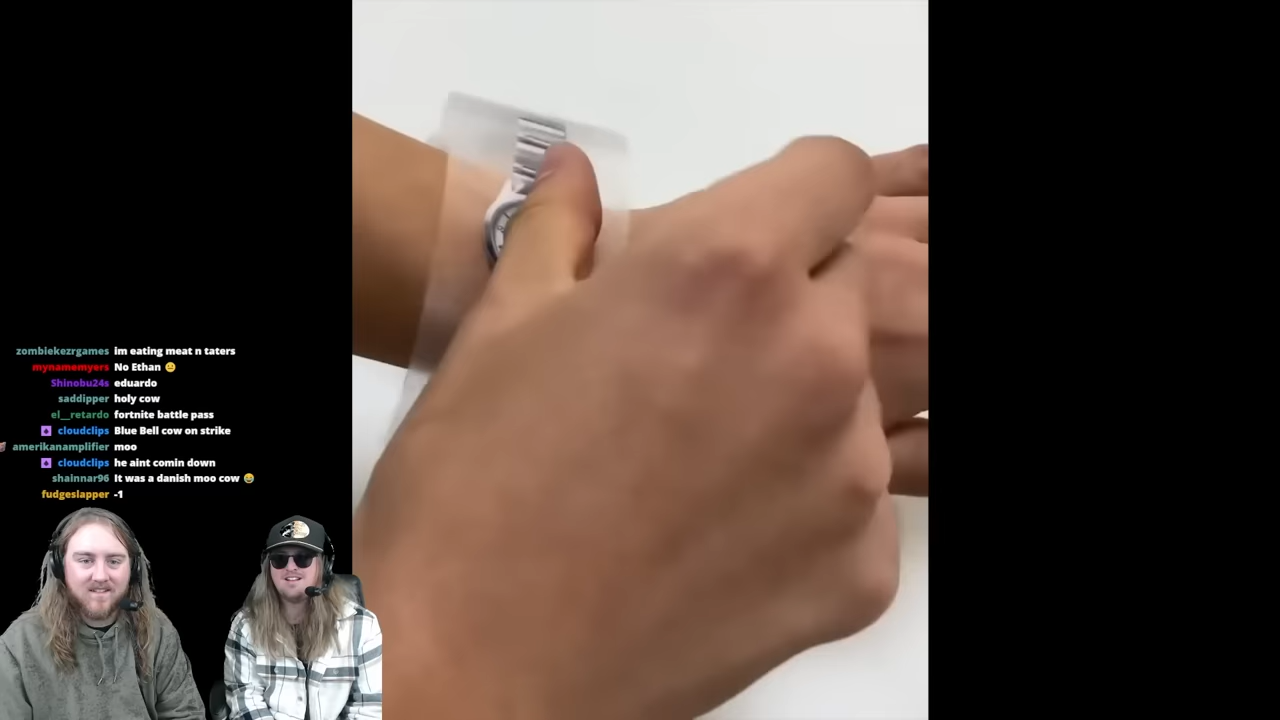 zombiekezrgames im eating meat n taters
mynamemyers No Ethan 😐
Shinobu24s eduardo
saddipper holy cow
el__retardo fortnite battle pass
cloudclips Blue Bell cow on strike
amerikanamplifier moo
cloudclips he aint comin down
shainnar96 It was a danish moo cow 😂
fudgeslapper -1